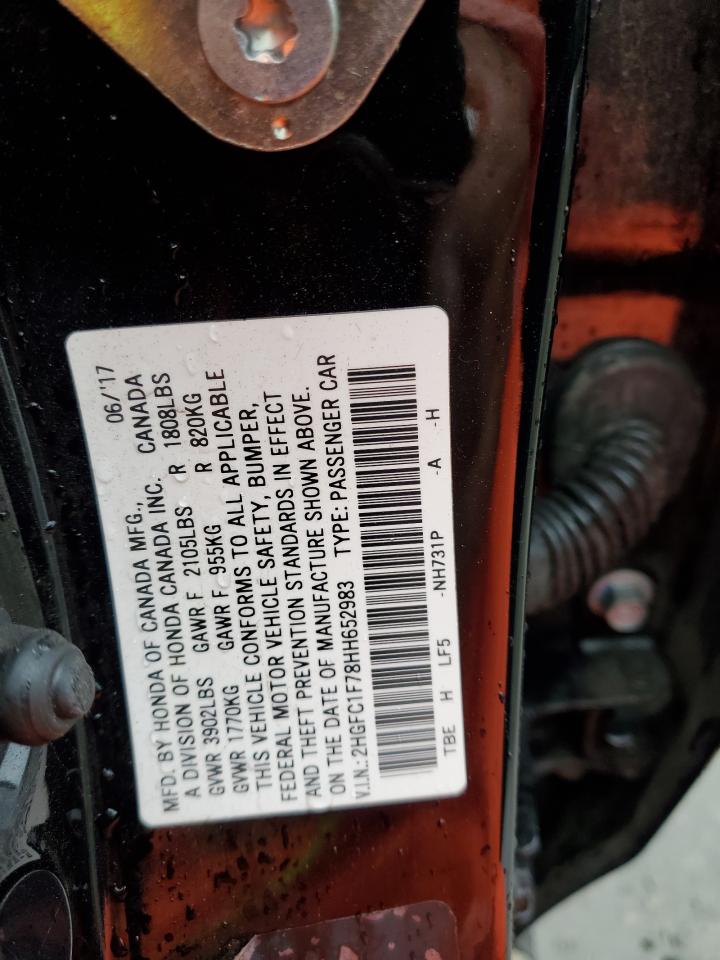 MFD. BY HONDA OF CANADA MFG., 06/'17
A DIVISION OF HONDA CANADA INC. CANADA
GVWR 3902LBS GAWR F 2105LBS R 1808LBS
GVWR 1770KG GAWR F 955KG R 820KG
THIS VEHICLE CONFORMS TO ALL APPLICABLE
FEDERAL MOTOR VEHICLE SAFETY, BUMPER,
AND THEFT PREVENTION STANDARDS IN EFFECT
ON THE DATE OF MANUFACTURE SHOWN ABOVE.
V.I.N.: 2HGFC1F78HH652983 TYPE: PASSENGER CAR
TBE H LF5 -NH731P -A -H